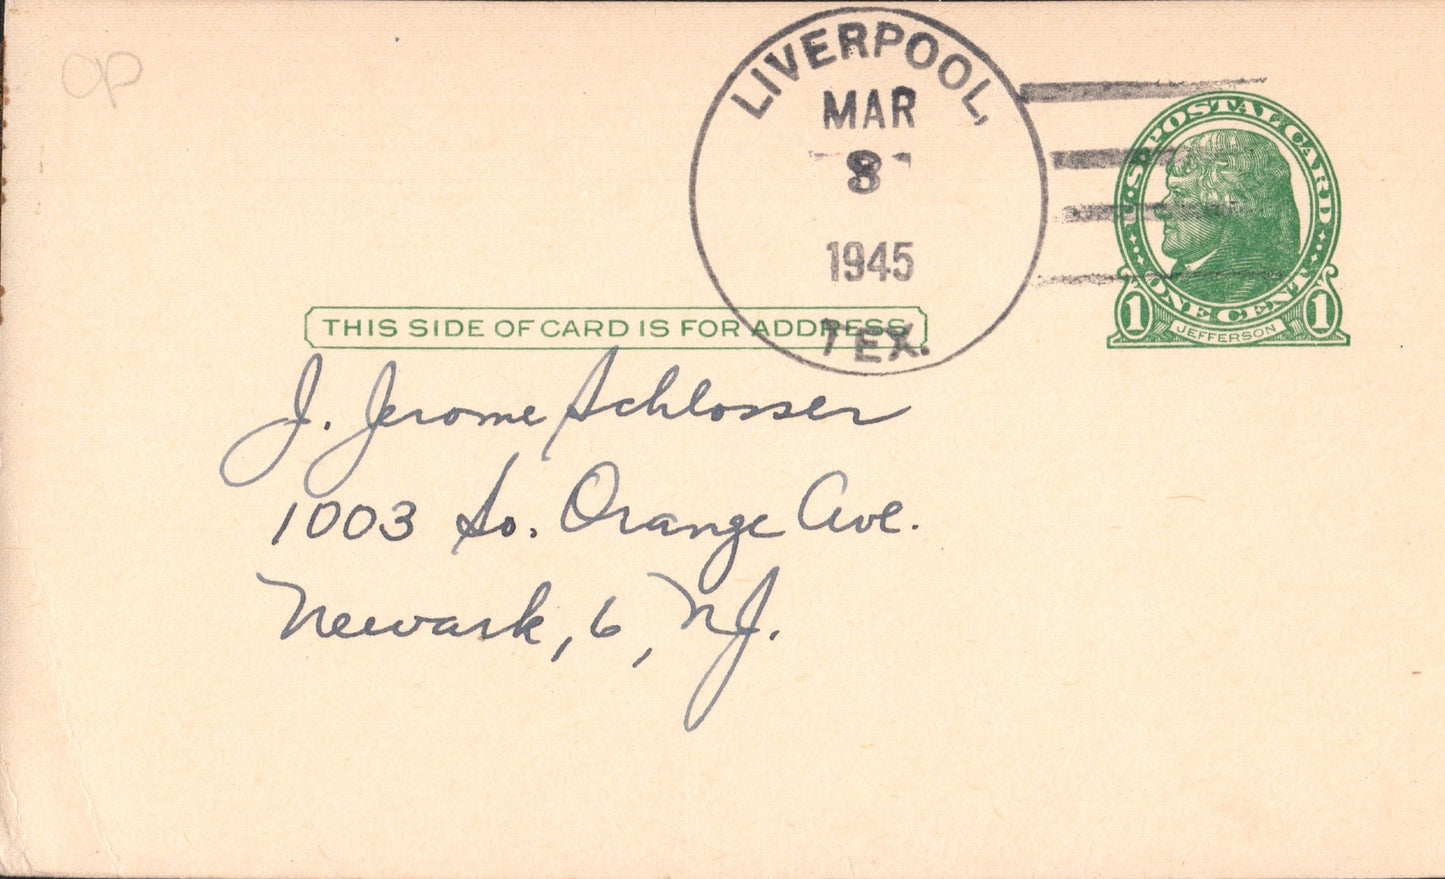 OP
LIVERPOOL,
MAR
8
1945
TEX.
U·S·POSTAL CARD
ONE CENT
1 JEFFERSON 1
THIS SIDE OF CARD IS FOR ADDRESS
J. Jerome Schlosser
1003 So. Orange Ave.
Newark, 6, NJ.